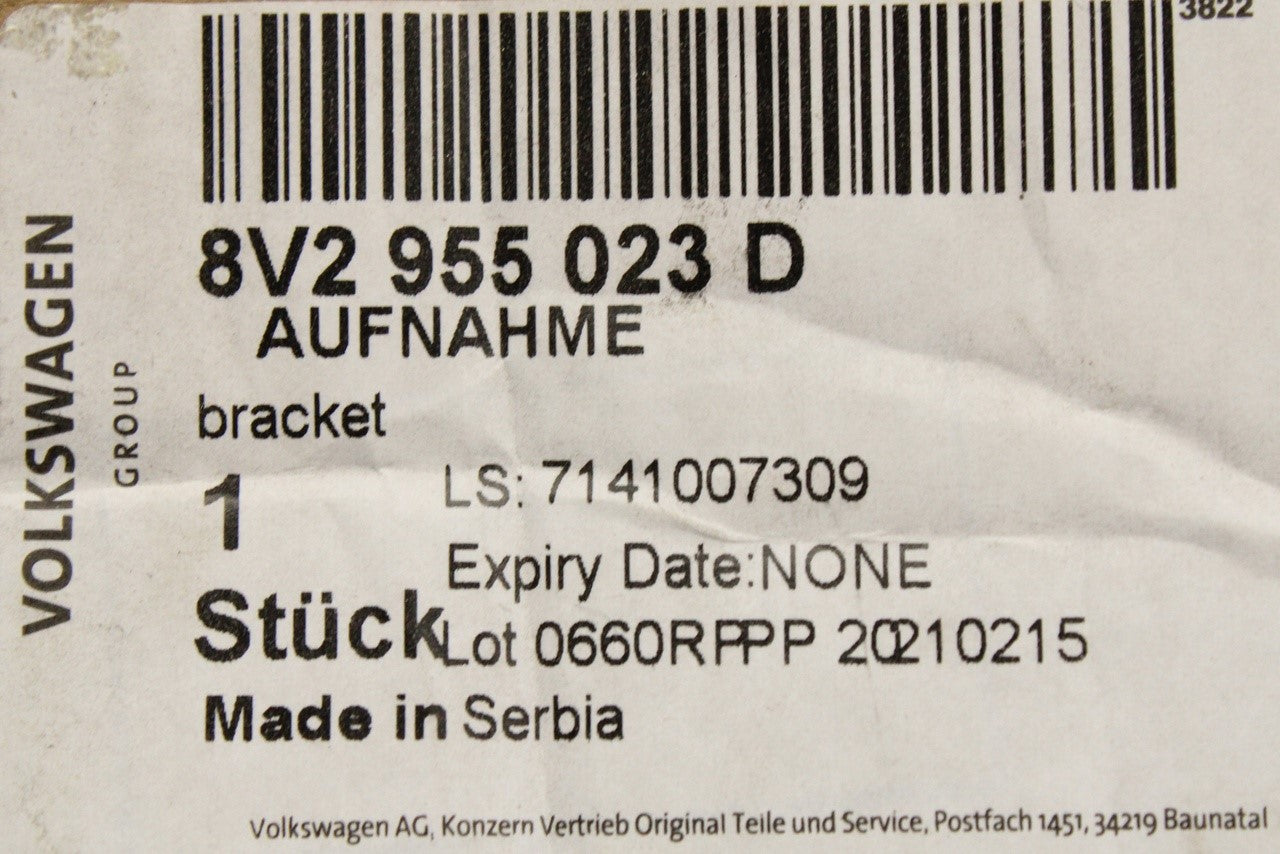 3822
VOLKSWAGEN
GROUP
8V2 955 023 D
AUFNAHME
bracket
1
LS: 7141007309
Expiry Date:NONE
Stück
Lot 0660RPPPP 20210215
Made in Serbia
Volkswagen AG, Konzern Vertrieb Original Teile und Service, Postfach 1451, 34219 Baunatal